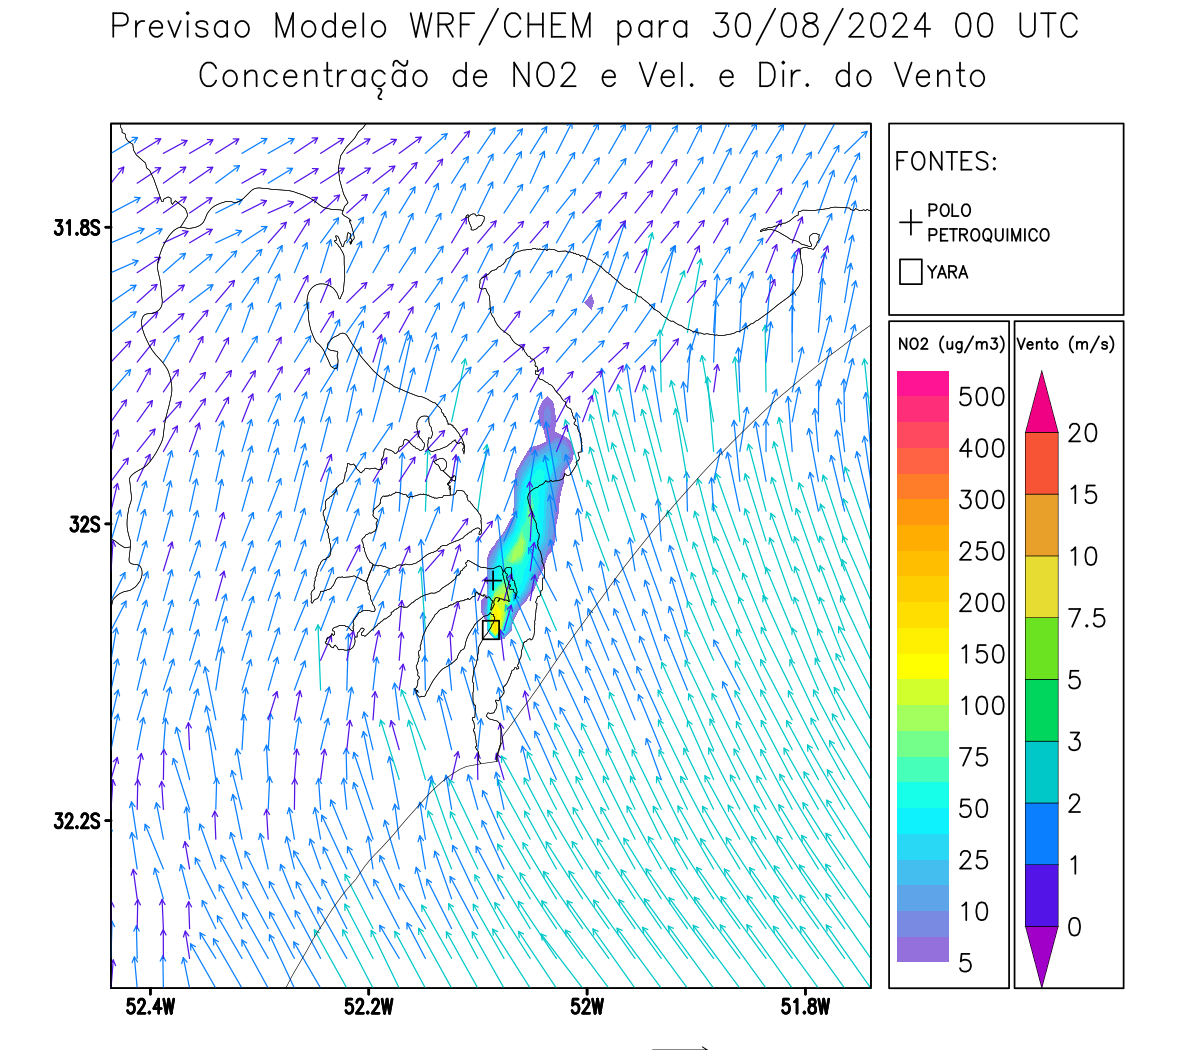 Previsao Modelo WRF/CHEM para 30/08/2024 00 UTC
Concentração de NO2 e Vel. e Dir. do Vento
FONTES:
POLO
PETROQUIMICO
YARA
NO2 (ug/m3)
500
400
300
250
200
150
100
75
50
25
10
5
Vento (m/s)
20
15
10
7.5
5
3
2
1
0
31.8S
32S
32.2S
52.4W
52.2W
52W
51.8W